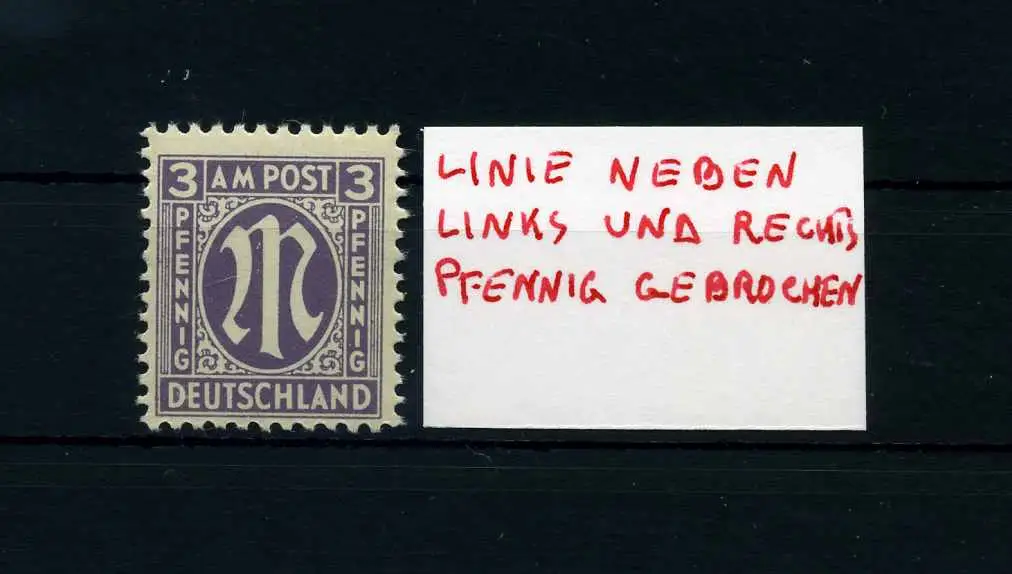 3 AM POST 3
PFENNIG
PFENNIG
DEUTSCHLAND
LINIE NEBEN
LINKS UND RECHTS
PFENNIG GEBROCHEN